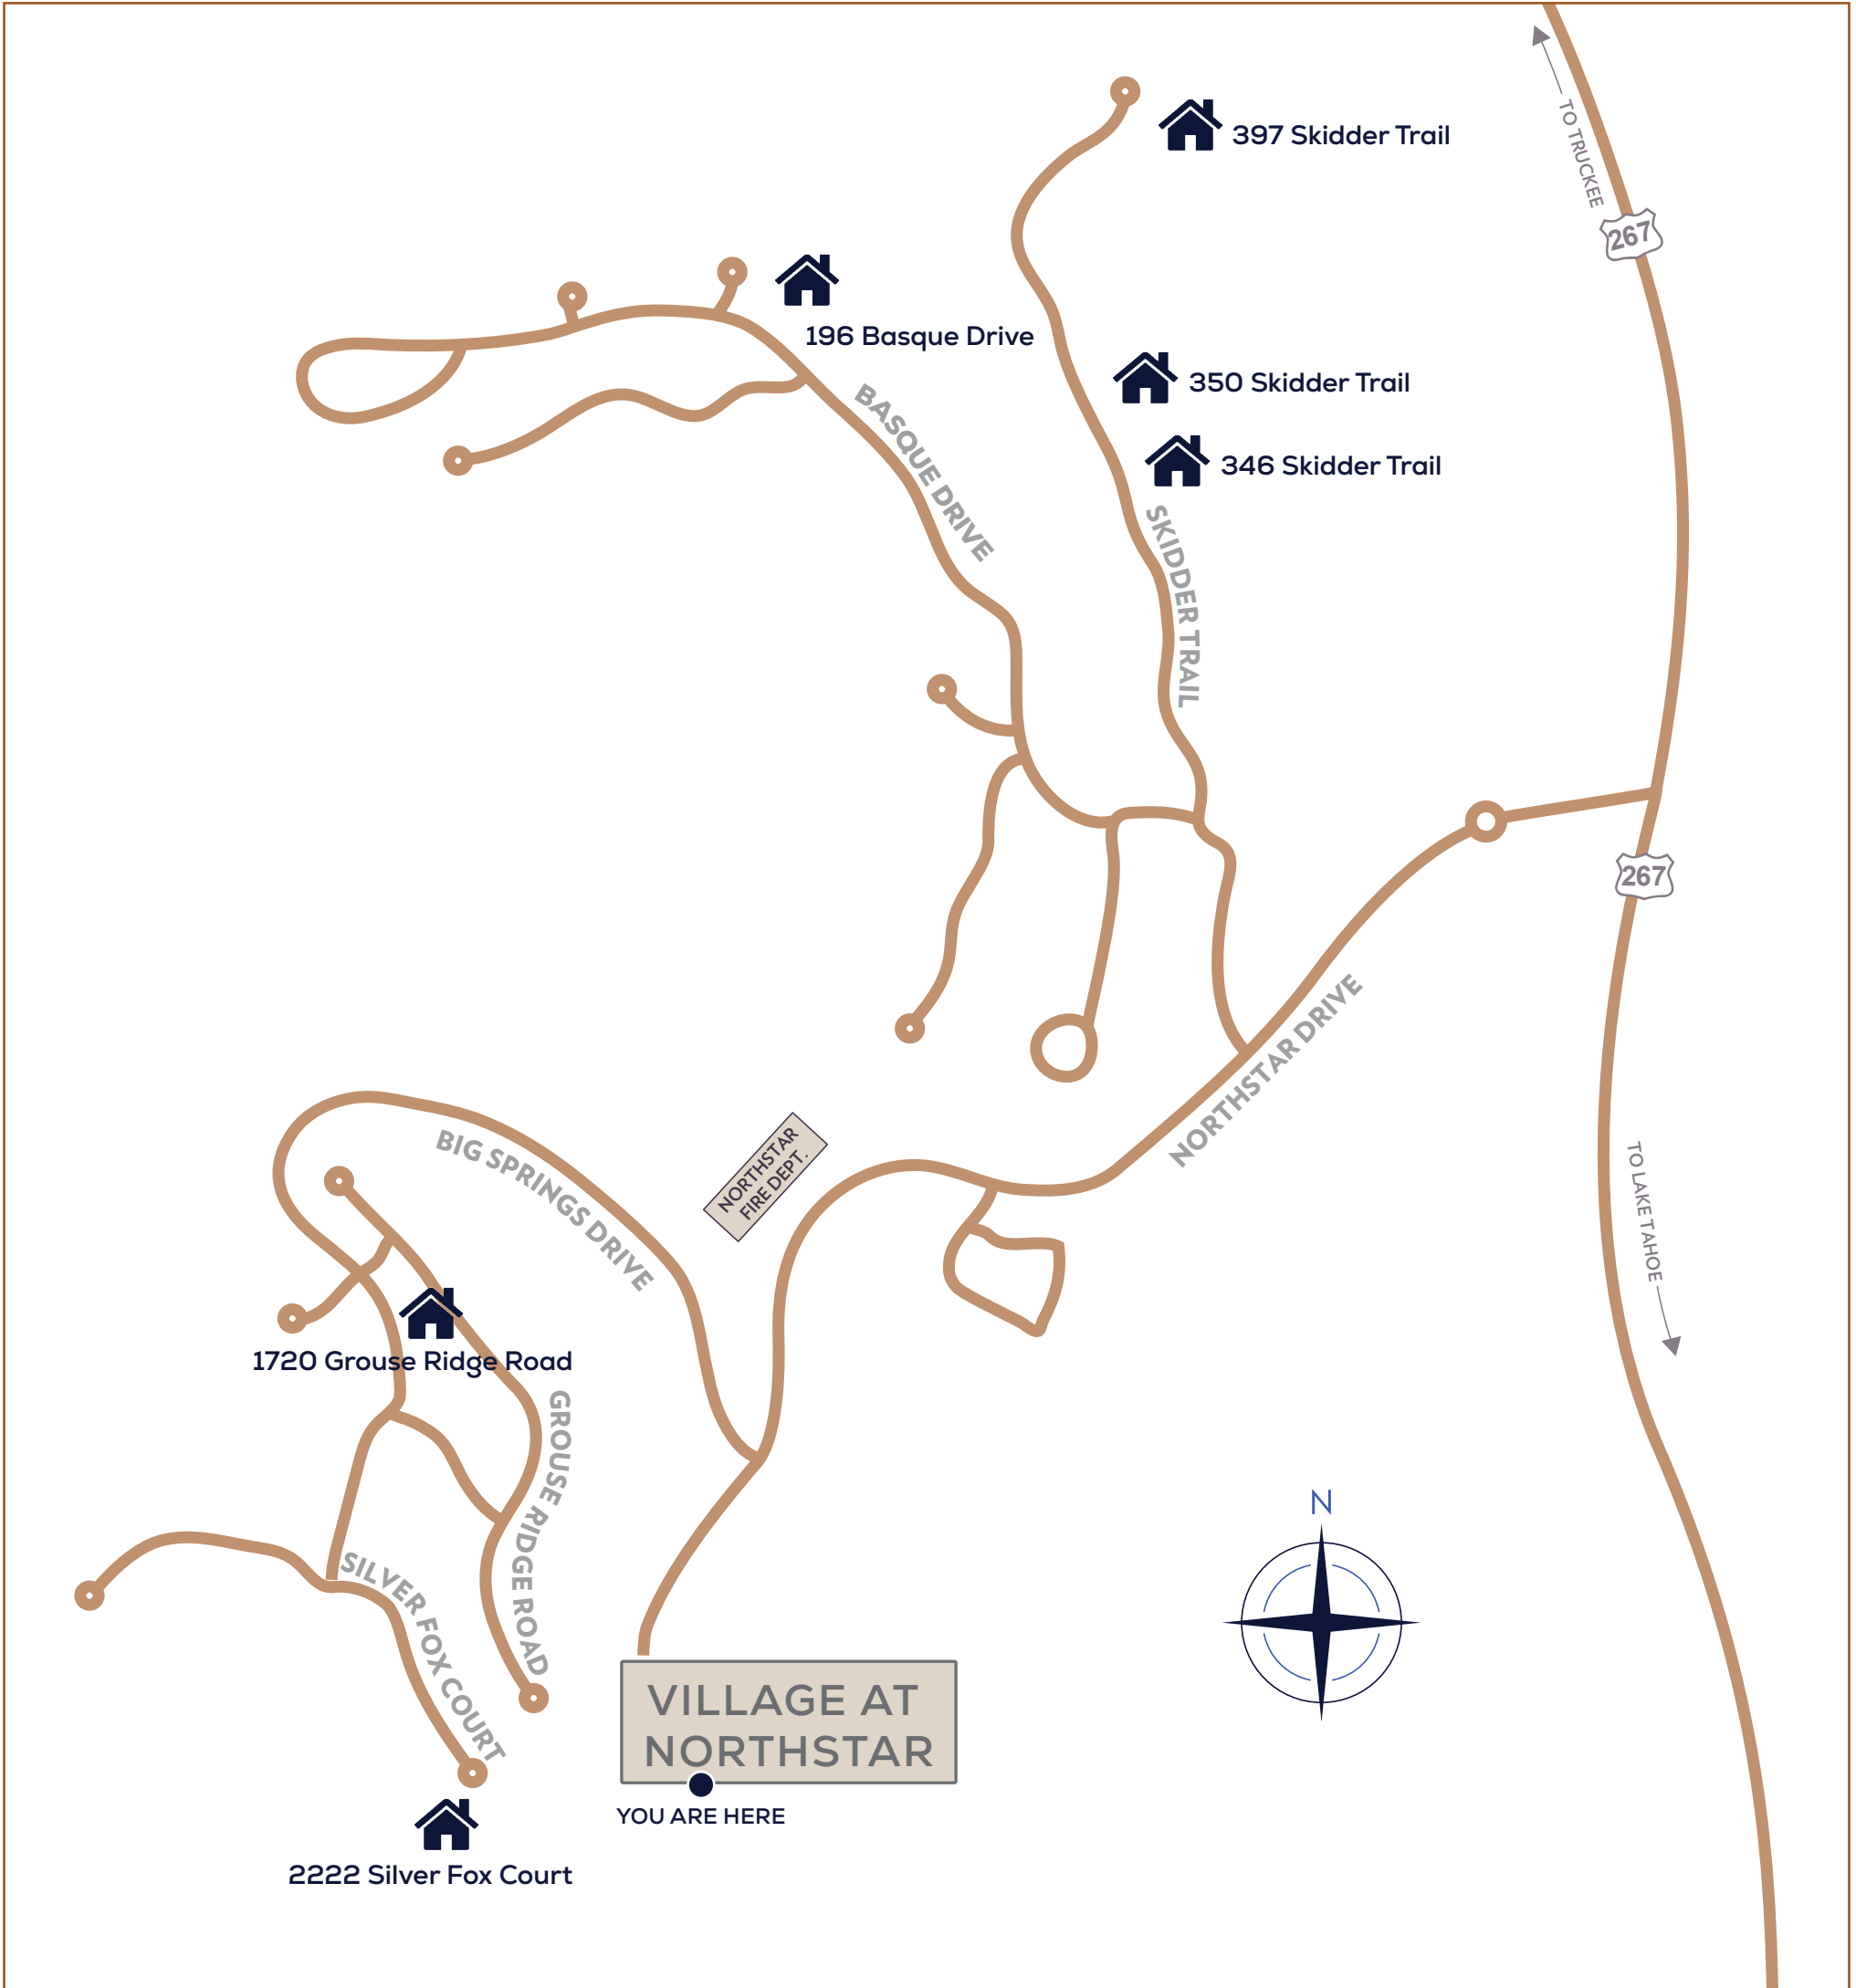 TO TRUCKEE
397 Skidder Trail
267
196 Basque Drive
350 Skidder Trail
BASQUE DRIVE
346 Skidder Trail
SKIDDER TRAIL
267
NORTHSTAR DRIVE
NORTHSTAR
FIRE DEPT.
BIG SPRINGS DRIVE
TO LAKE TAHOE
1720 Grouse Ridge Road
GROUSE RIDGE ROAD
N
SILVER FOX COURT
VILLAGE AT
NORTHSTAR
YOU ARE HERE
2222 Silver Fox Court